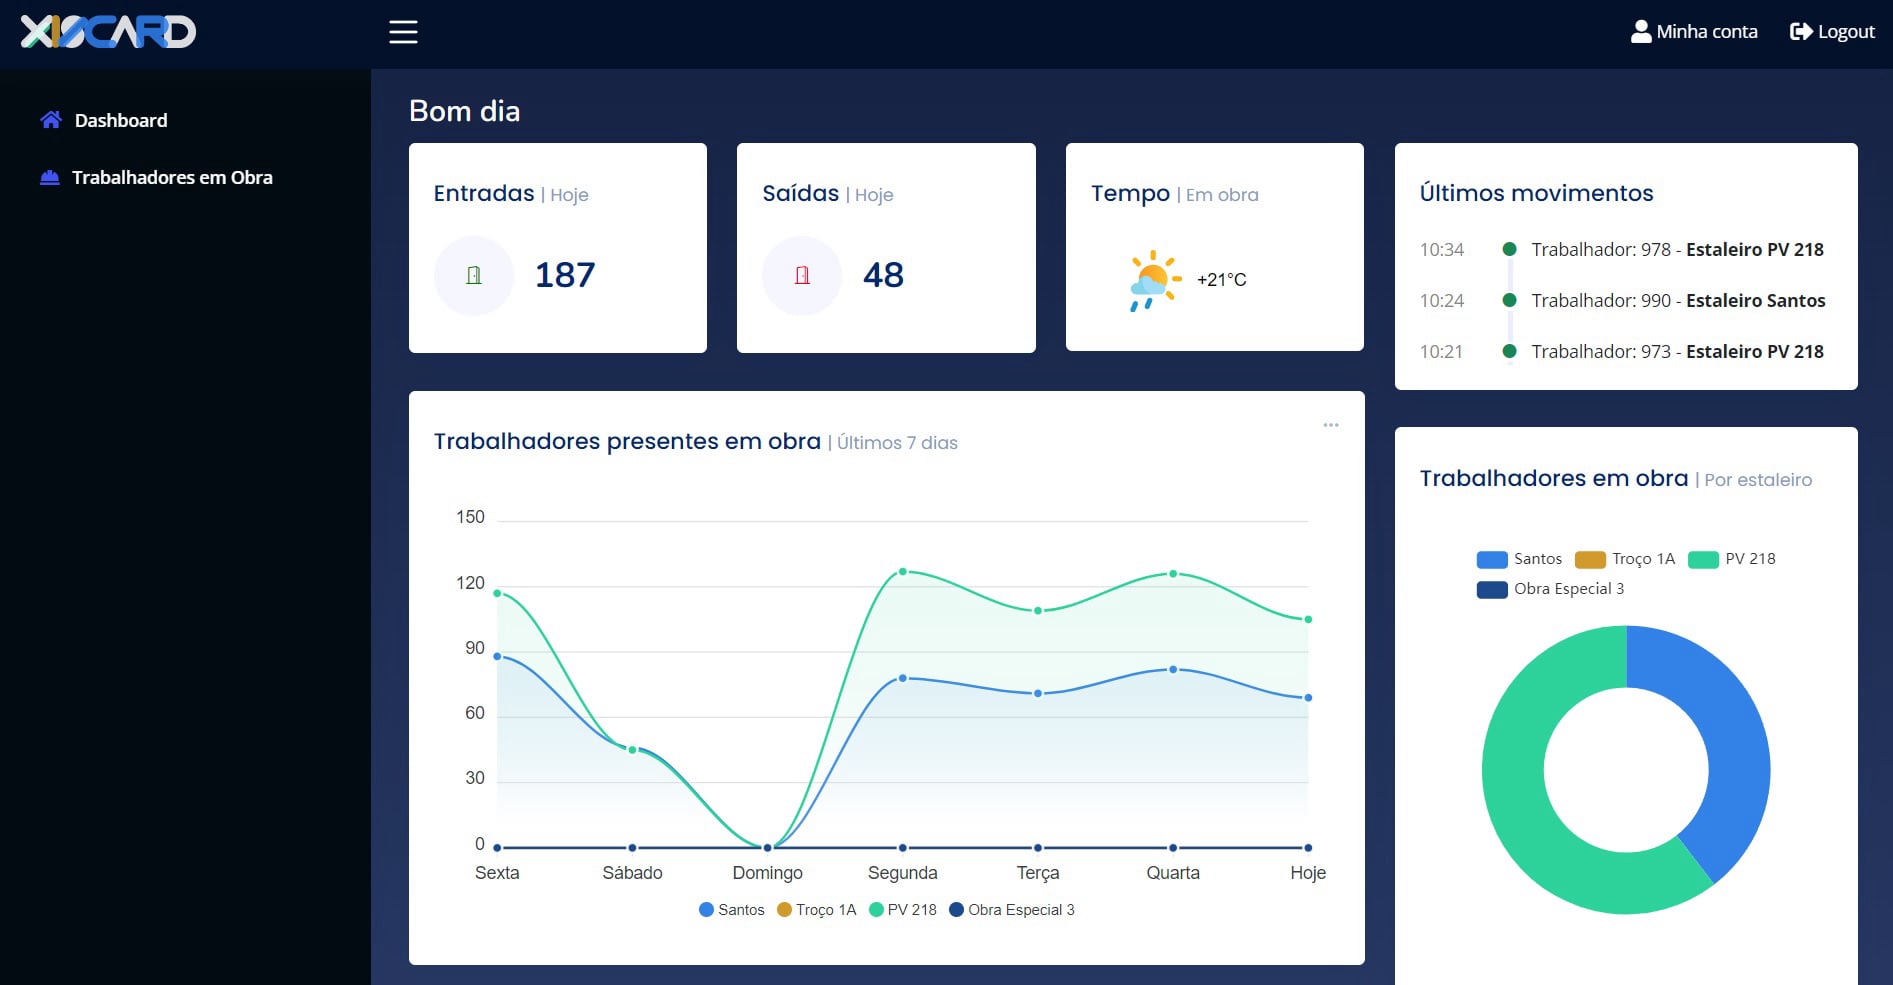 XISCARD
Minha conta
Logout
Dashboard
Trabalhadores em Obra
Bom dia
Entradas | Hoje
187
Saídas | Hoje
48
Tempo | Em obra
+21°C
Últimos movimentos
10:34 Trabalhador: 978 - Estaleiro PV 218
10:24 Trabalhador: 990 - Estaleiro Santos
10:21 Trabalhador: 973 - Estaleiro PV 218
Trabalhadores presentes em obra | Últimos 7 dias
150
120
90
60
30
0
Sexta Sábado Domingo Segunda Terça Quarta Hoje
Santos Troço 1A PV 218 Obra Especial 3
Trabalhadores em obra | Por estaleiro
Santos Troço 1A PV 218
Obra Especial 3